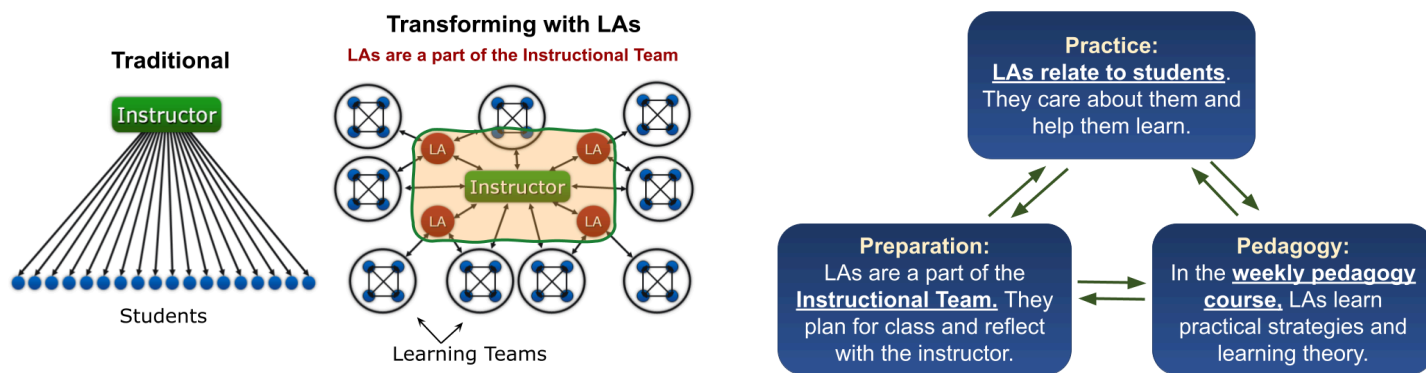 Traditional
Instructor
Students
Transforming with LAs
LAs are a part of the Instructional Team
LA
LA
Instructor
LA
LA
Learning Teams
Practice:
LAs relate to students.
They care about them and
help them learn.
Preparation:
LAs are a part of the
Instructional Team. They
plan for class and reflect
with the instructor.
Pedagogy:
In the weekly pedagogy
course, LAs learn
practical strategies and
learning theory.